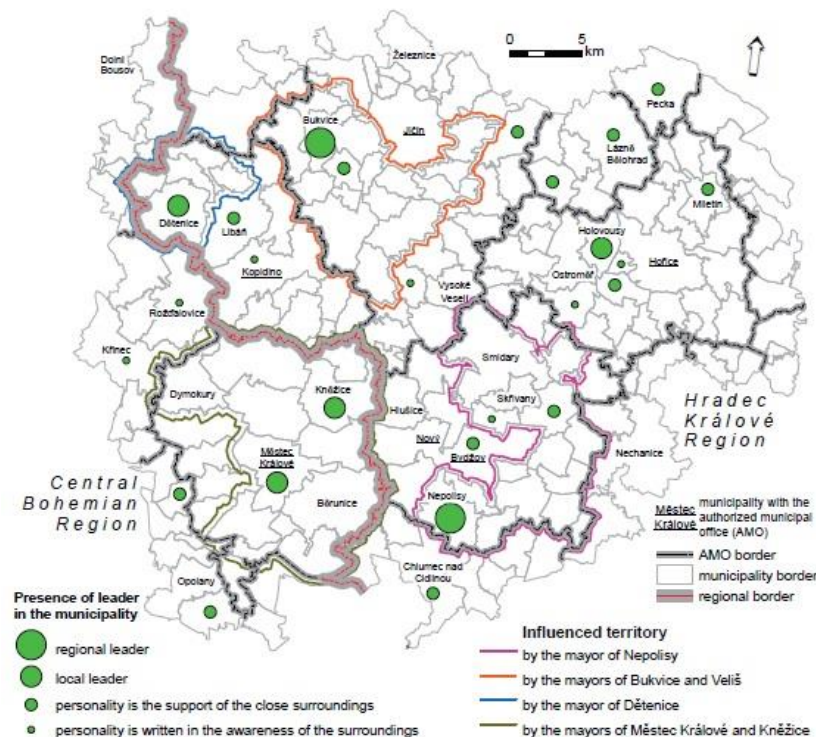 0 5
km
Dolní
Bousov
Železnice
Pecka
Bukvice
Jičín
Lázně
Bělohrad
Miletín
Dětenice
Libáň
Holovousy
Hořice
Kopidlno
Ostroměř
Vysoké
Veselí
Rožďalovice
Smidary
Křinec
Dymokury
Kněžice
Hlušice
Skřivany
Hradec
Králové
Region
Nový
Bydžov
Nechanice
Městec
Králové
Central
Bohemian
Region
Běrunice
Nepolisy
Opolany
Chlumec nad
Cidlinou
Městec
Králové
municipality with the
authorized municipal
office (AMO)
AMO border
municipality border
regional border
Presence of leader
in the municipality
regional leader
local leader
personality is the support of the close surroundings
personality is written in the awareness of the surroundings
Influenced territory
by the mayor of Nepolisy
by the mayors of Bukvice and Veliš
by the mayor of Dětenice
by the mayors of Městec Králové and Kněžice